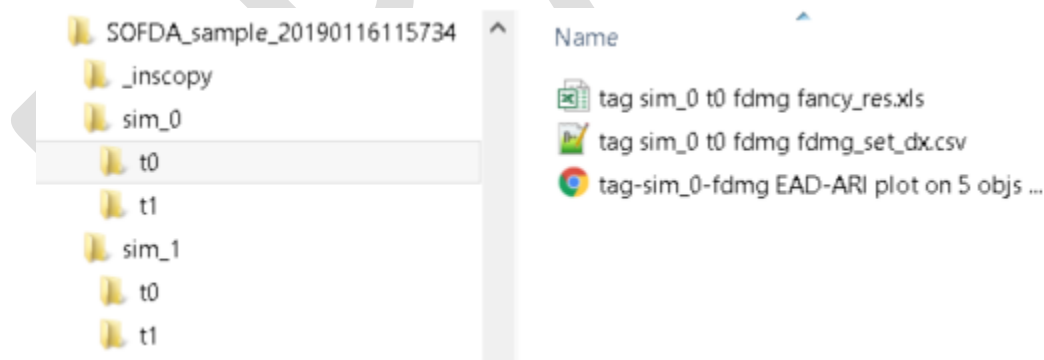 SOFDA_sample_20190116115734
_inscopy
sim_0
t0
t1
sim_1
t0
t1
Name
tag sim_0 t0 fdmg fancy_res.xls
tag sim_0 t0 fdmg fdmg_set_dx.csv
tag-sim_0-fdmg EAD-ARI plot on 5 objs ...